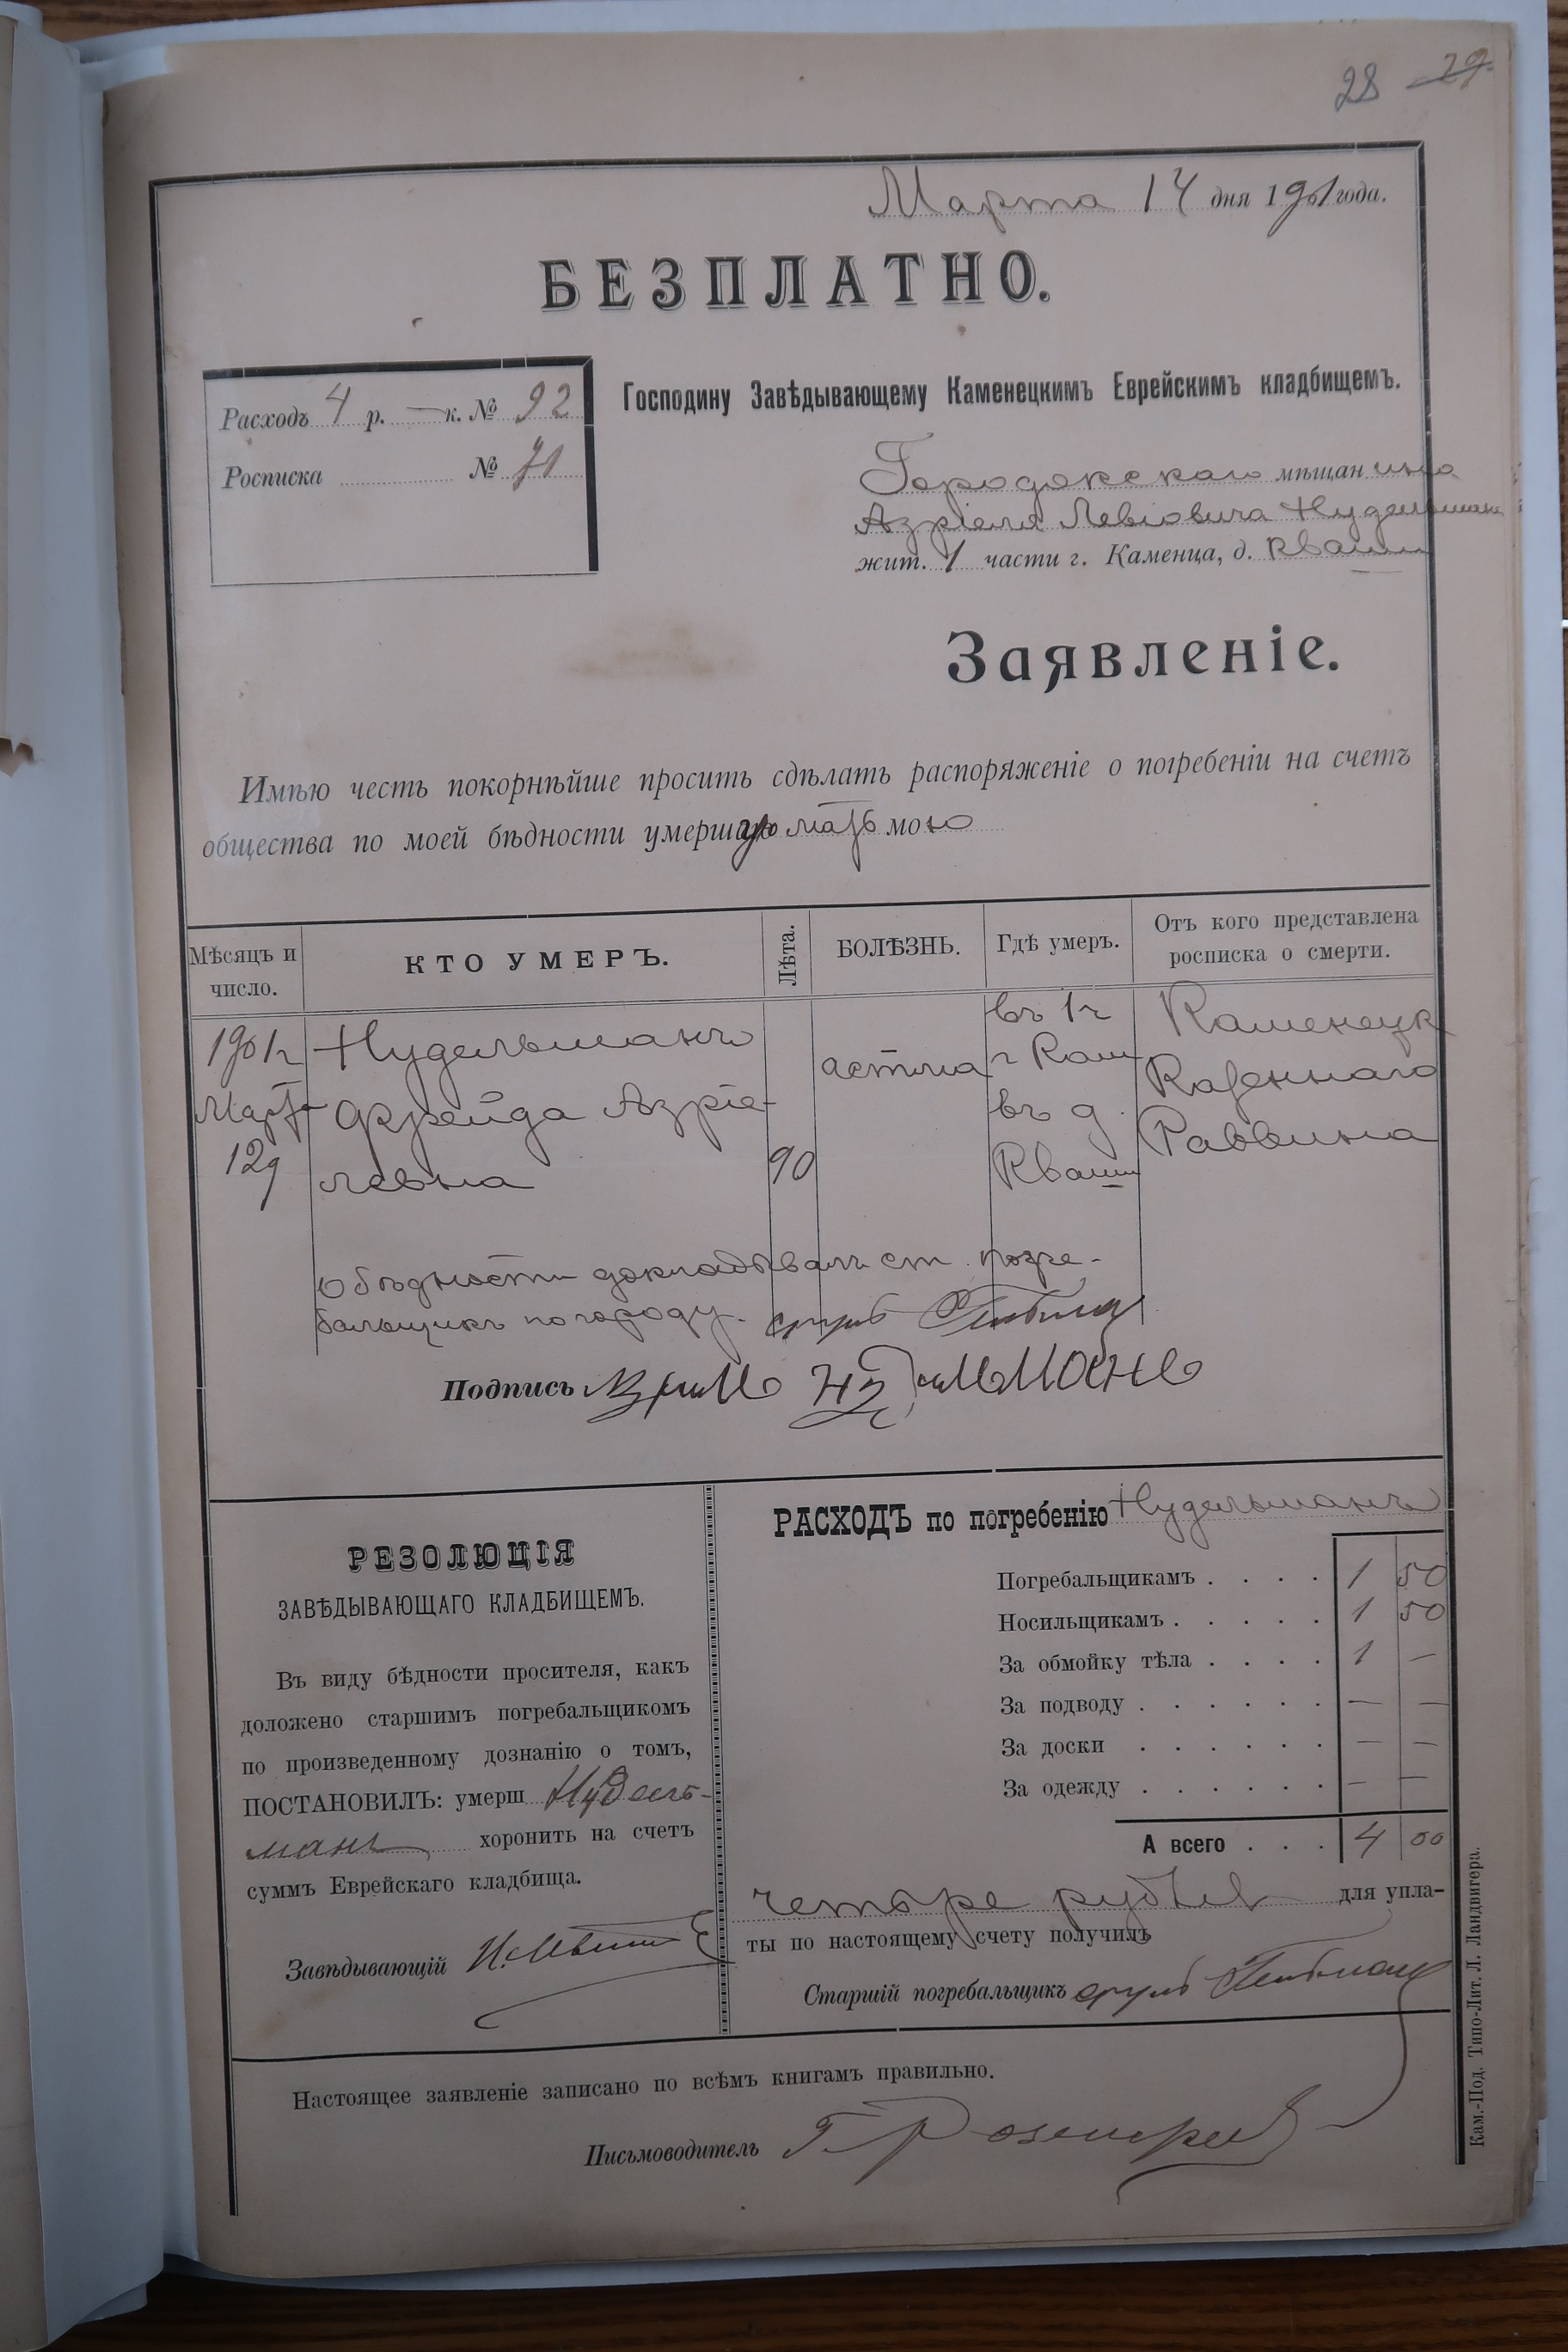 28 29
Марта 14 дня 1901 года.
БЕЗПЛАТНО.
Расходъ 4 р. — к. № 92
Росписка № 71
Господину Завѣдывающему Каменецкимъ Еврейскимъ кладбищемъ.
Городокскаго мѣщанина
Азріеля Левіовича Нудельмана
жит. 1 части г. Каменца, д. Кваши
Заявленіе.
Имѣю честь покорнѣйше просить сдѣлать распоряженіе о погребеніи на счетъ
общества по моей бѣдности умершую мать мою
Мѣсяцъ и число.
КТО УМЕРЪ.
Лѣта.
БОЛѢЗНЬ.
Гдѣ умеръ.
Отъ кого представлена росписка о смерти.
1901 г Марта 12 д
Нудельманъ
Фрейда Азріе-
левна
90
астма
въ 1 ч
г Кам
въ д.
Кваши
Каменецк
Казеннаго
Раввина
О бѣдности докладывалъ ст. погре-
бальщикъ по городу. сруль
Подпись Нудельмане
РЕЗОЛЮЦІЯ
ЗАВѢДЫВАЮЩАГО КЛАДБИЩЕМЪ.
Въ виду бѣдности просителя, какъ
доложено старшимъ погребальщикомъ
по произведенному дознанію о томъ,
ПОСТАНОВИЛЪ: умерш Нудель-
манъ хоронить на счетъ
суммъ Еврейскаго кладбища.
Завѣдывающій
РАСХОДЪ по погребенію Нудельманъ
Погребальщикамъ . . . . 1 50
Носильщикамъ . . . . . 1 50
За обмойку тѣла . . . . 1 —
За подводу . . . . . . — —
За доски . . . . . . — —
За одежду . . . . . . — —
А всего . . . 4 00
четыре рублей для упла-
ты по настоящему счету получилъ
Старшій погребальщикъ сруль
Настоящее заявленіе записано по всѣмъ книгамъ правильно.
Письмоводитель
Кам.-Под. Типо-Лит. Л. Ландвигера.